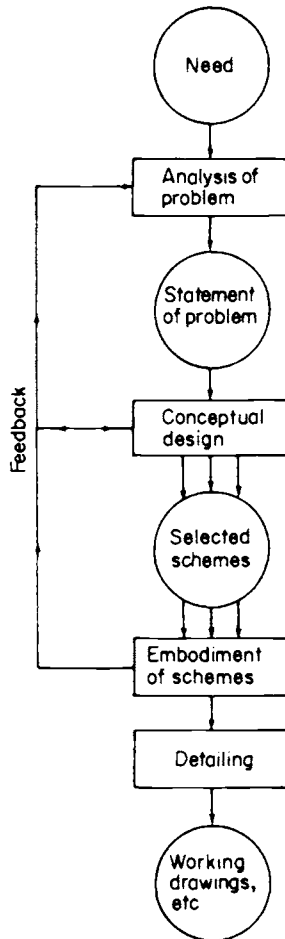 Need
Analysis of
problem
Statement
of problem
Feedback
Conceptual
design
Selected
schemes
Embodiment
of schemes
Detailing
Working
drawings,
etc